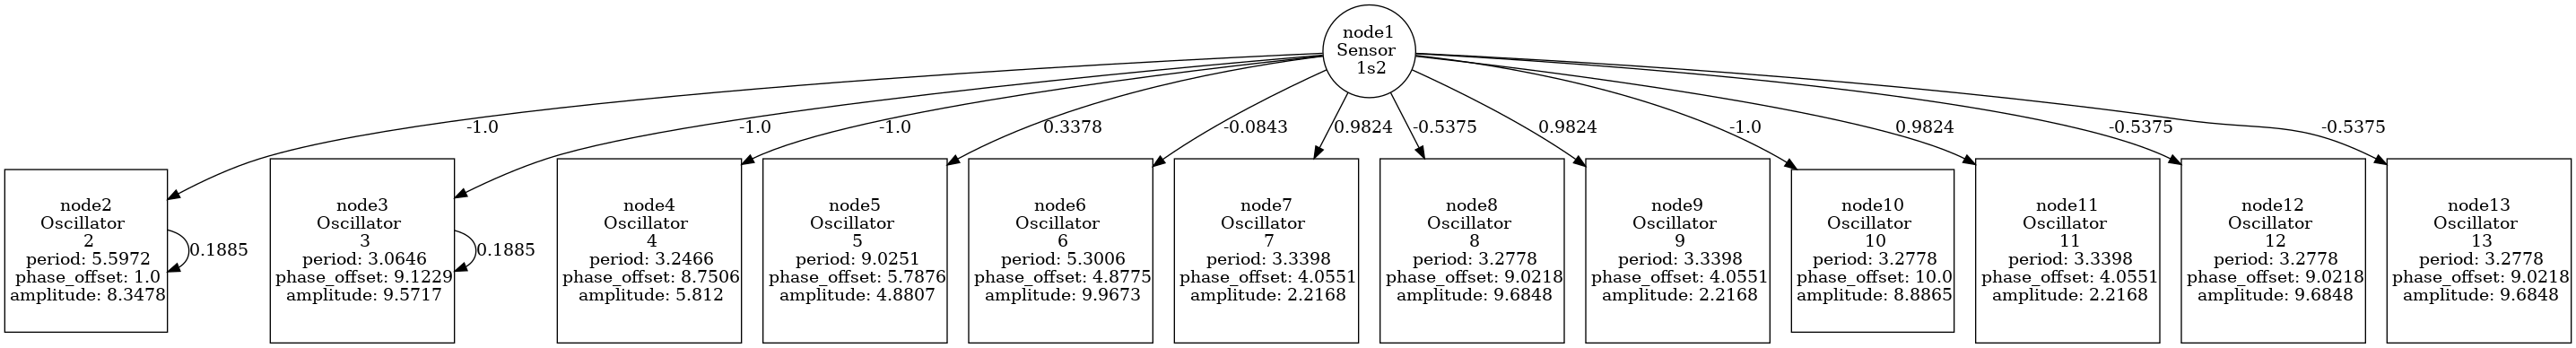 node1
Sensor
1s2
-1.0
-1.0
-1.0
0.3378
-0.0843
0.9824
-0.5375
0.9824
-1.0
0.9824
-0.5375
-0.5375
node2
Oscillator
2
period: 5.5972
phase_offset: 1.0
amplitude: 8.3478
0.1885
node3
Oscillator
3
period: 3.0646
phase_offset: 9.1229
amplitude: 9.5717
0.1885
node4
Oscillator
4
period: 3.2466
phase_offset: 8.7506
amplitude: 5.812
node5
Oscillator
5
period: 9.0251
phase_offset: 5.7876
amplitude: 4.8807
node6
Oscillator
6
period: 5.3006
phase_offset: 4.8775
amplitude: 9.9673
node7
Oscillator
7
period: 3.3398
phase_offset: 4.0551
amplitude: 2.2168
node8
Oscillator
8
period: 3.2778
phase_offset: 9.0218
amplitude: 9.6848
node9
Oscillator
9
period: 3.3398
phase_offset: 4.0551
amplitude: 2.2168
node10
Oscillator
10
period: 3.2778
phase_offset: 10.0
amplitude: 8.8865
node11
Oscillator
11
period: 3.3398
phase_offset: 4.0551
amplitude: 2.2168
node12
Oscillator
12
period: 3.2778
phase_offset: 9.0218
amplitude: 9.6848
node13
Oscillator
13
period: 3.2778
phase_offset: 9.0218
amplitude: 9.6848